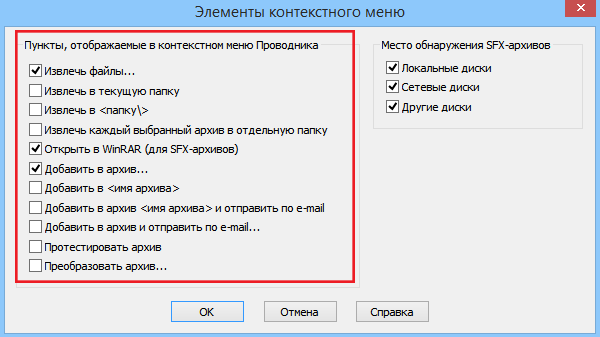 Элементы контекстного меню
Пункты, отображаемые в контекстном меню Проводника
Извлечь файлы...
Извлечь в текущую папку
Извлечь в <папку\>
Извлечь каждый выбранный архив в отдельную папку
Открыть в WinRAR (для SFX-архивов)
Добавить в архив...
Добавить в <имя архива>
Добавить в архив <имя архива> и отправить по e-mail
Добавить в архив и отправить по e-mail...
Протестировать архив
Преобразовать архив...
Место обнаружения SFX-архивов
Локальные диски
Сетевые диски
Другие диски
OK
Отмена
Справка